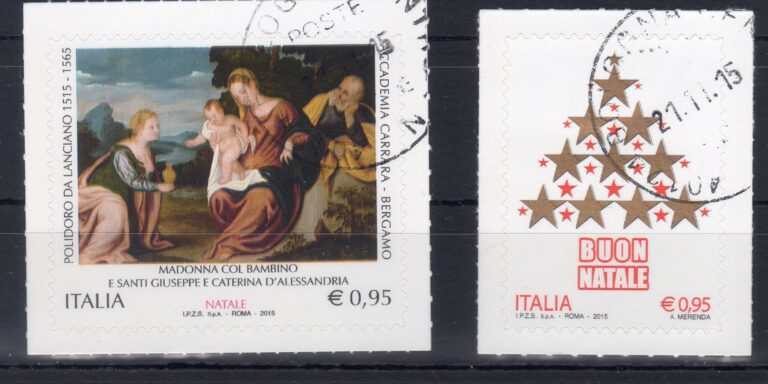 POLIDORO DA LANCIANO 1515 - 1565
ACCADEMIA CARRARA - BERGAMO
MADONNA COL BAMBINO
E SANTI GIUSEPPE E CATERINA D'ALESSANDRIA
ITALIA
NATALE
€ 0,95
I.P.Z.S. S.p.A. - ROMA - 2015
POSTE
21.11.15
BUON
NATALE
ITALIA
€ 0,95
I.P.Z.S. S.p.A. - ROMA - 2015
A. MERENDA